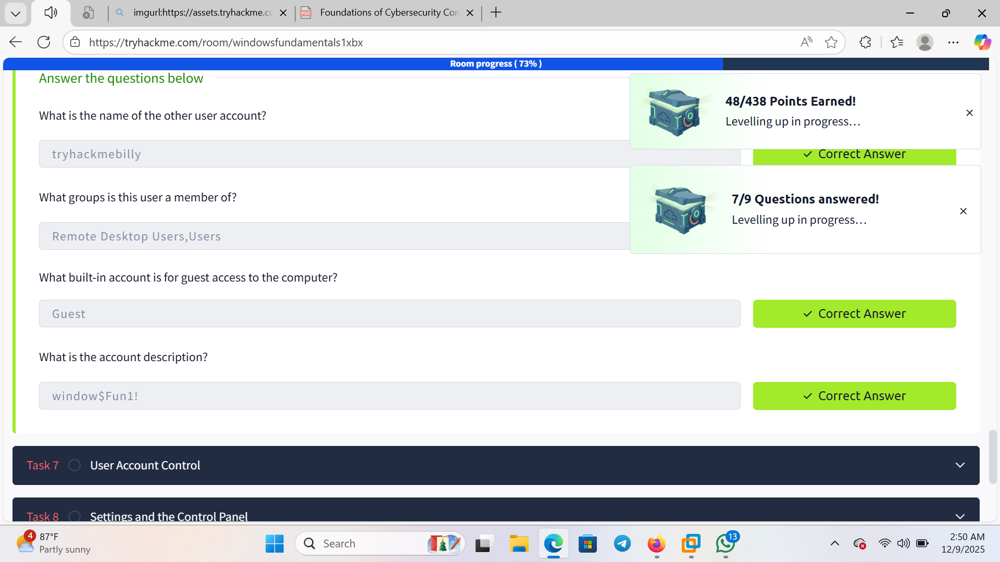 imgurl:https://assets.tryhackme.cc
PDF
Foundations of Cybersecurity Con
https://tryhackme.com/room/windowsfundamentals1xbx
Room progress ( 73% )
Answer the questions below
48/438 Points Earned!
Levelling up in progress…
What is the name of the other user account?
tryhackmebilly
✓ Correct Answer
What groups is this user a member of?
7/9 Questions answered!
Levelling up in progress…
Remote Desktop Users,Users
What built-in account is for guest access to the computer?
Guest
✓ Correct Answer
What is the account description?
window$Fun1!
✓ Correct Answer
Task 7 User Account Control
Task 8 Settings and the Control Panel
4
87°F
Partly sunny
Search
13
2:50 AM
12/9/2025